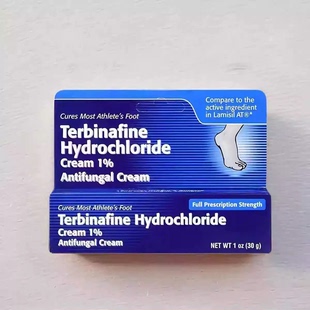 Cures Most Athlete's Foot
Terbinafine
Hydrochloride
Cream 1%
Antifungal Cream
Compare to the
active ingredient
in Lamisil AT®*
Cures Most Athlete's Foot
Terbinafine Hydrochloride
Cream 1%
Antifungal Cream
Full Prescription Strength
NET WT 1 oz (30 g)